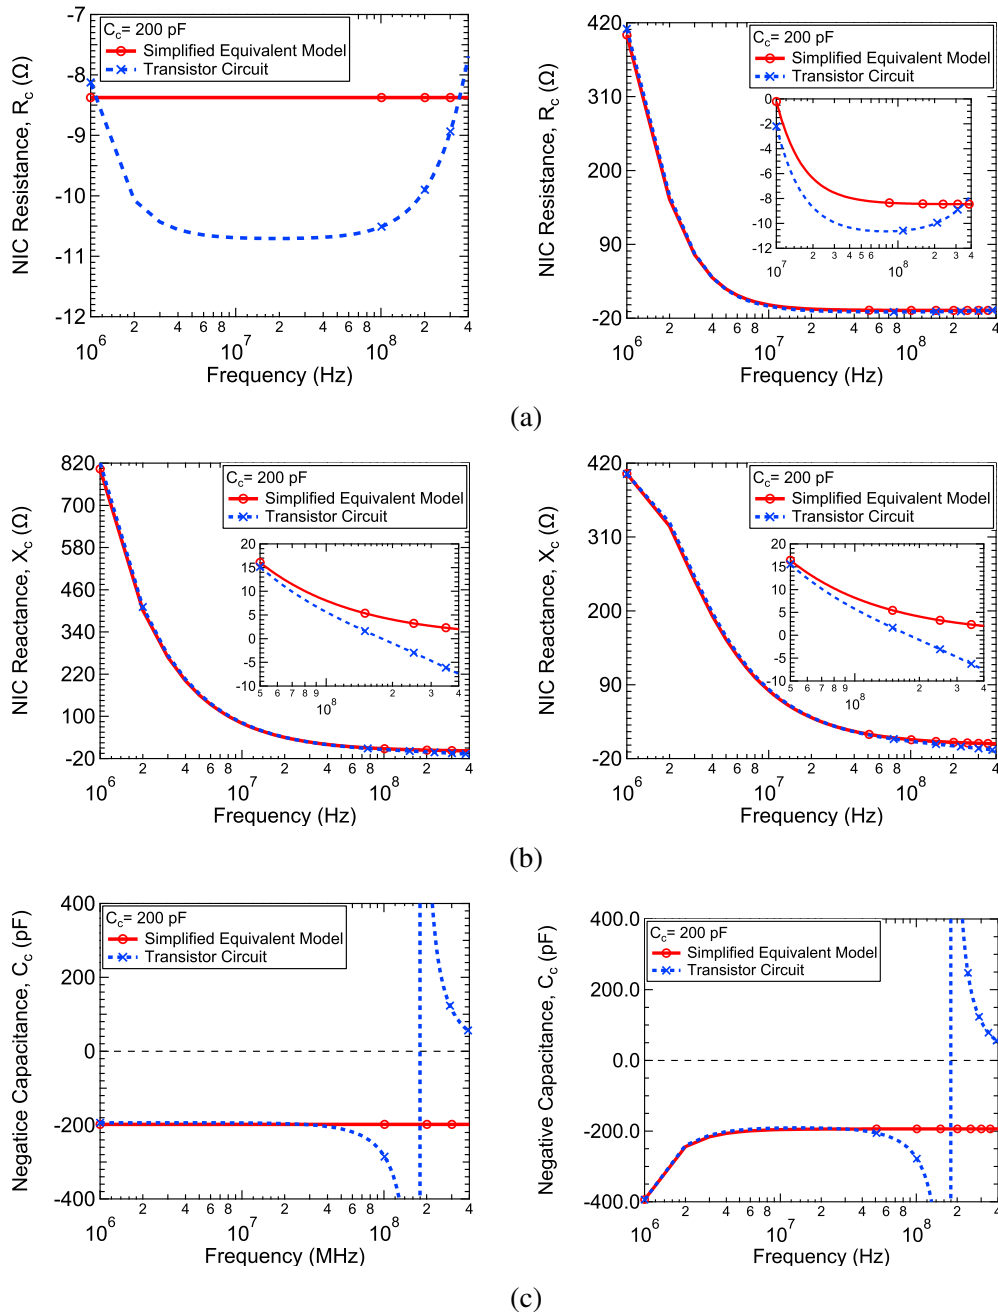 C_c= 200 pF
Simplified Equivalent Model
Transistor Circuit
NIC Resistance, R_c (Ω)
-7
-8
-9
-10
-11
-12
2 4 6 8 2 4 6 8 2 4
10^6 10^7 10^8
Frequency (Hz)
C_c= 200 pF
Simplified Equivalent Model
Transistor Circuit
NIC Resistance, R_c (Ω)
420
310
200
90
-20
0
-2
-4
-6
-8
-10
-12
2 3 4 5 6 2 3 4
10^7 10^8
2 4 6 8 2 4 6 8 2 4
10^6 10^7 10^8
Frequency (Hz)
(a)
C_c= 200 pF
Simplified Equivalent Model
Transistor Circuit
NIC Reactance, X_c (Ω)
820
700
580
460
340
220
100
-20
20
15
10
5
0
-5
-10
5 6 7 8 9 2 3 4
10^8
2 4 6 8 2 4 6 8 2 4
10^6 10^7 10^8
Frequency (Hz)
C_c= 200 pF
Simplified Equivalent Model
Transistor Circuit
NIC Reactance, X_c (Ω)
420
310
200
90
-20
20
15
10
5
0
-5
-10
5 6 7 8 9 2 3 4
10^8
2 4 6 8 2 4 6 8 2 4
10^6 10^7 10^8
Frequency (Hz)
(b)
C_c= 200 pF
Simplified Equivalent Model
Transistor Circuit
Negatice Capacitance, C_c (pF)
400
200
0
-200
-400
2 4 6 8 2 4 6 8 2 4
10^6 10^7 10^8
Frequency (MHz)
C_c= 200 pF
Simplified Equivalent Model
Transistor Circuit
Negative Capacitance, C_c (pF)
400.0
200.0
0.0
-200.0
-400.0
2 4 6 8 2 4 6 8 2 4
10^6 10^7 10^8
Frequency (Hz)
(c)